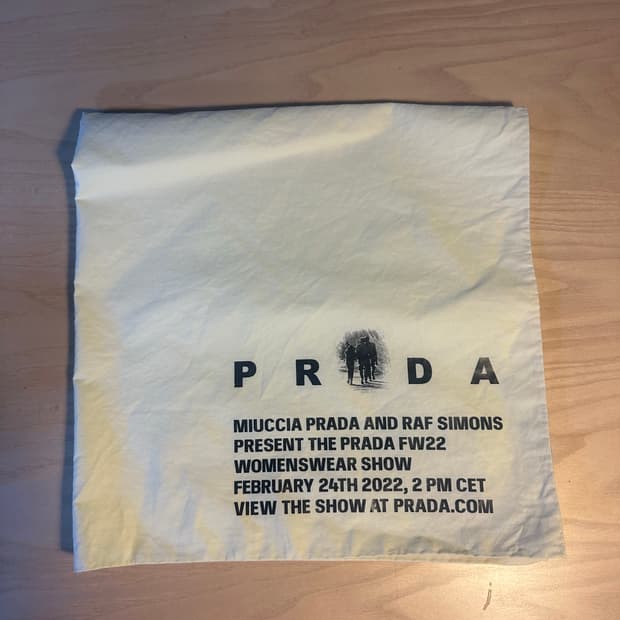 PRADA
MIUCCIA PRADA AND RAF SIMONS
PRESENT THE PRADA FW22
WOMENSWEAR SHOW
FEBRUARY 24TH 2022, 2 PM CET
VIEW THE SHOW AT PRADA.COM